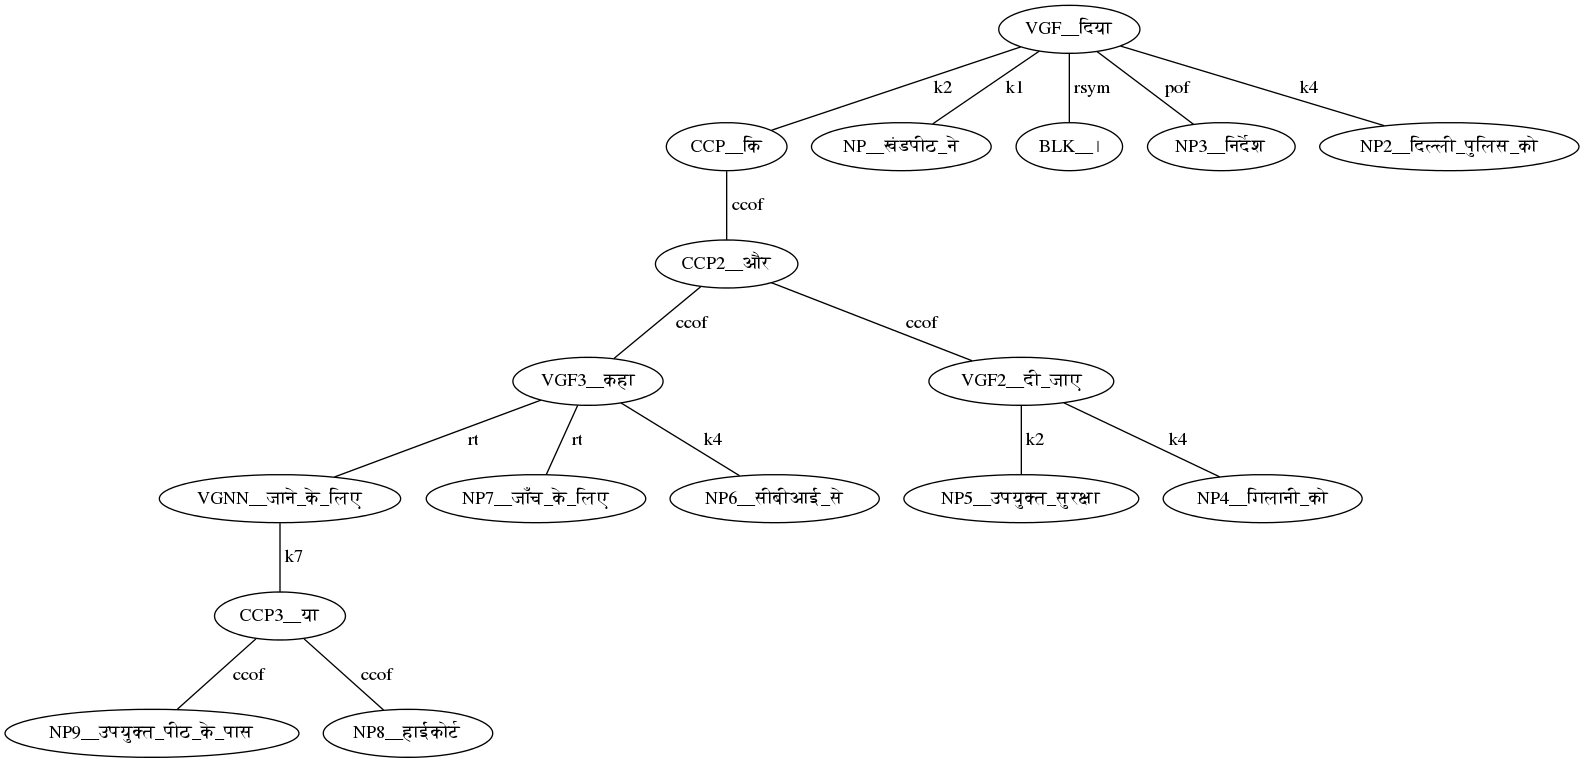 VGF__दिया
k2 k1 rsym pof k4
CCP__कि NP__खंडपीठ_ने BLK__। NP3__निर्देश NP2__दिल्ली_पुलिस_को
ccof
CCP2__और
ccof ccof
VGF3__कहा VGF2__दी_जाए
rt rt k4 k2 k4
VGNN__जाने_के_लिए NP7__जाँच_के_लिए NP6__सीबीआई_से NP5__उपयुक्त_सुरक्षा NP4__गिलानी_को
k7
CCP3__या
ccof ccof
NP9__उपयुक्त_पीठ_के_पास NP8__हाईकोर्ट